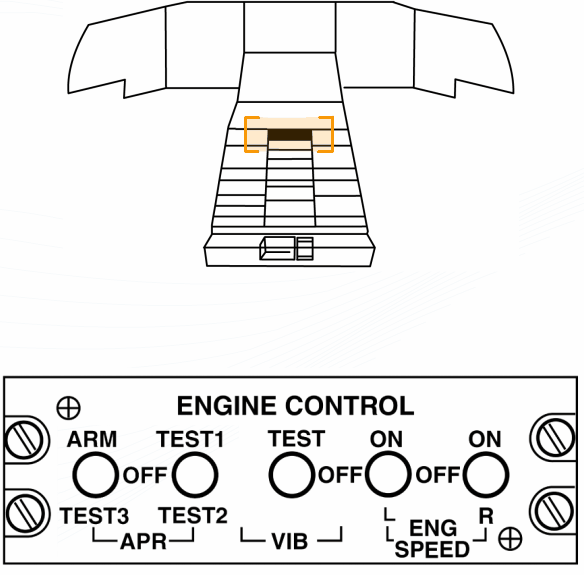 ENGINE CONTROL
ARM TEST1 TEST ON ON
OFF OFF OFF
TEST3 TEST2 L R
APR VIB ENG
SPEED